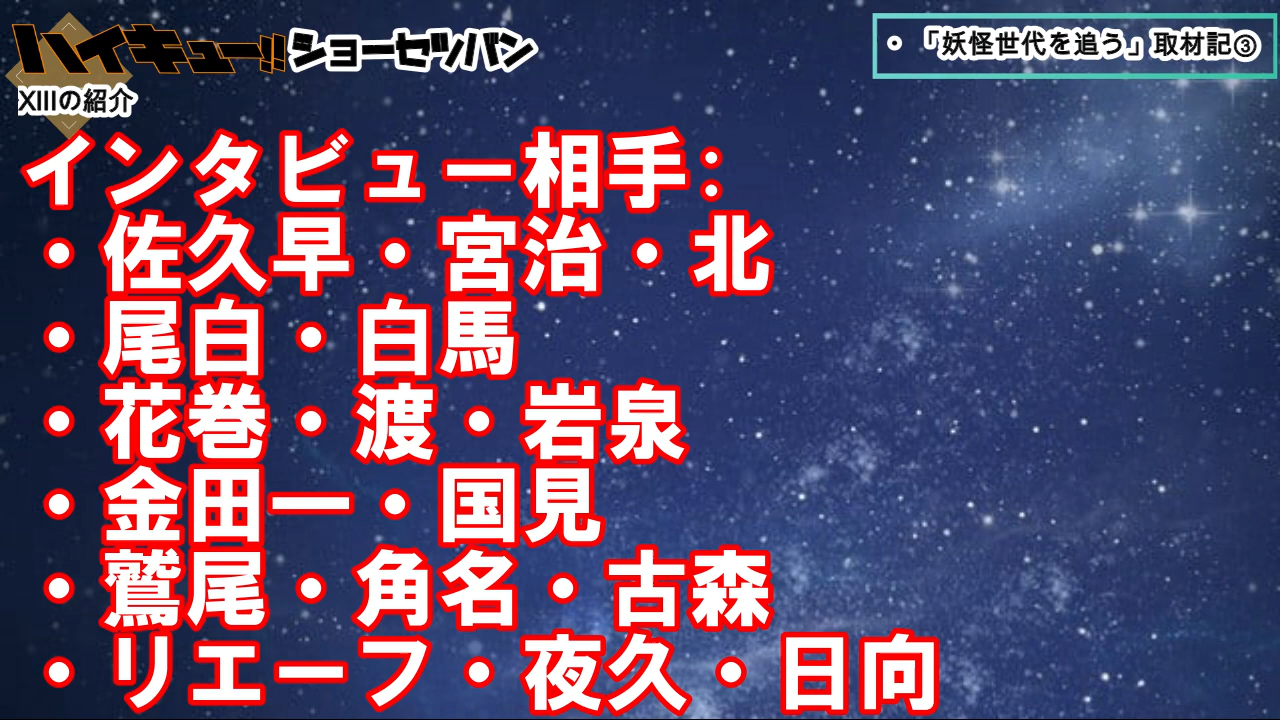 ハイキュー!! ショーセツバン
XIIIの紹介
・「妖怪世代を追う」取材記③
インタビュー相手：
・佐久早・宮治・北
・尾白・白馬
・花巻・渡・岩泉
・金田一・国見
・鷲尾・角名・古森
・リエーフ・夜久・日向